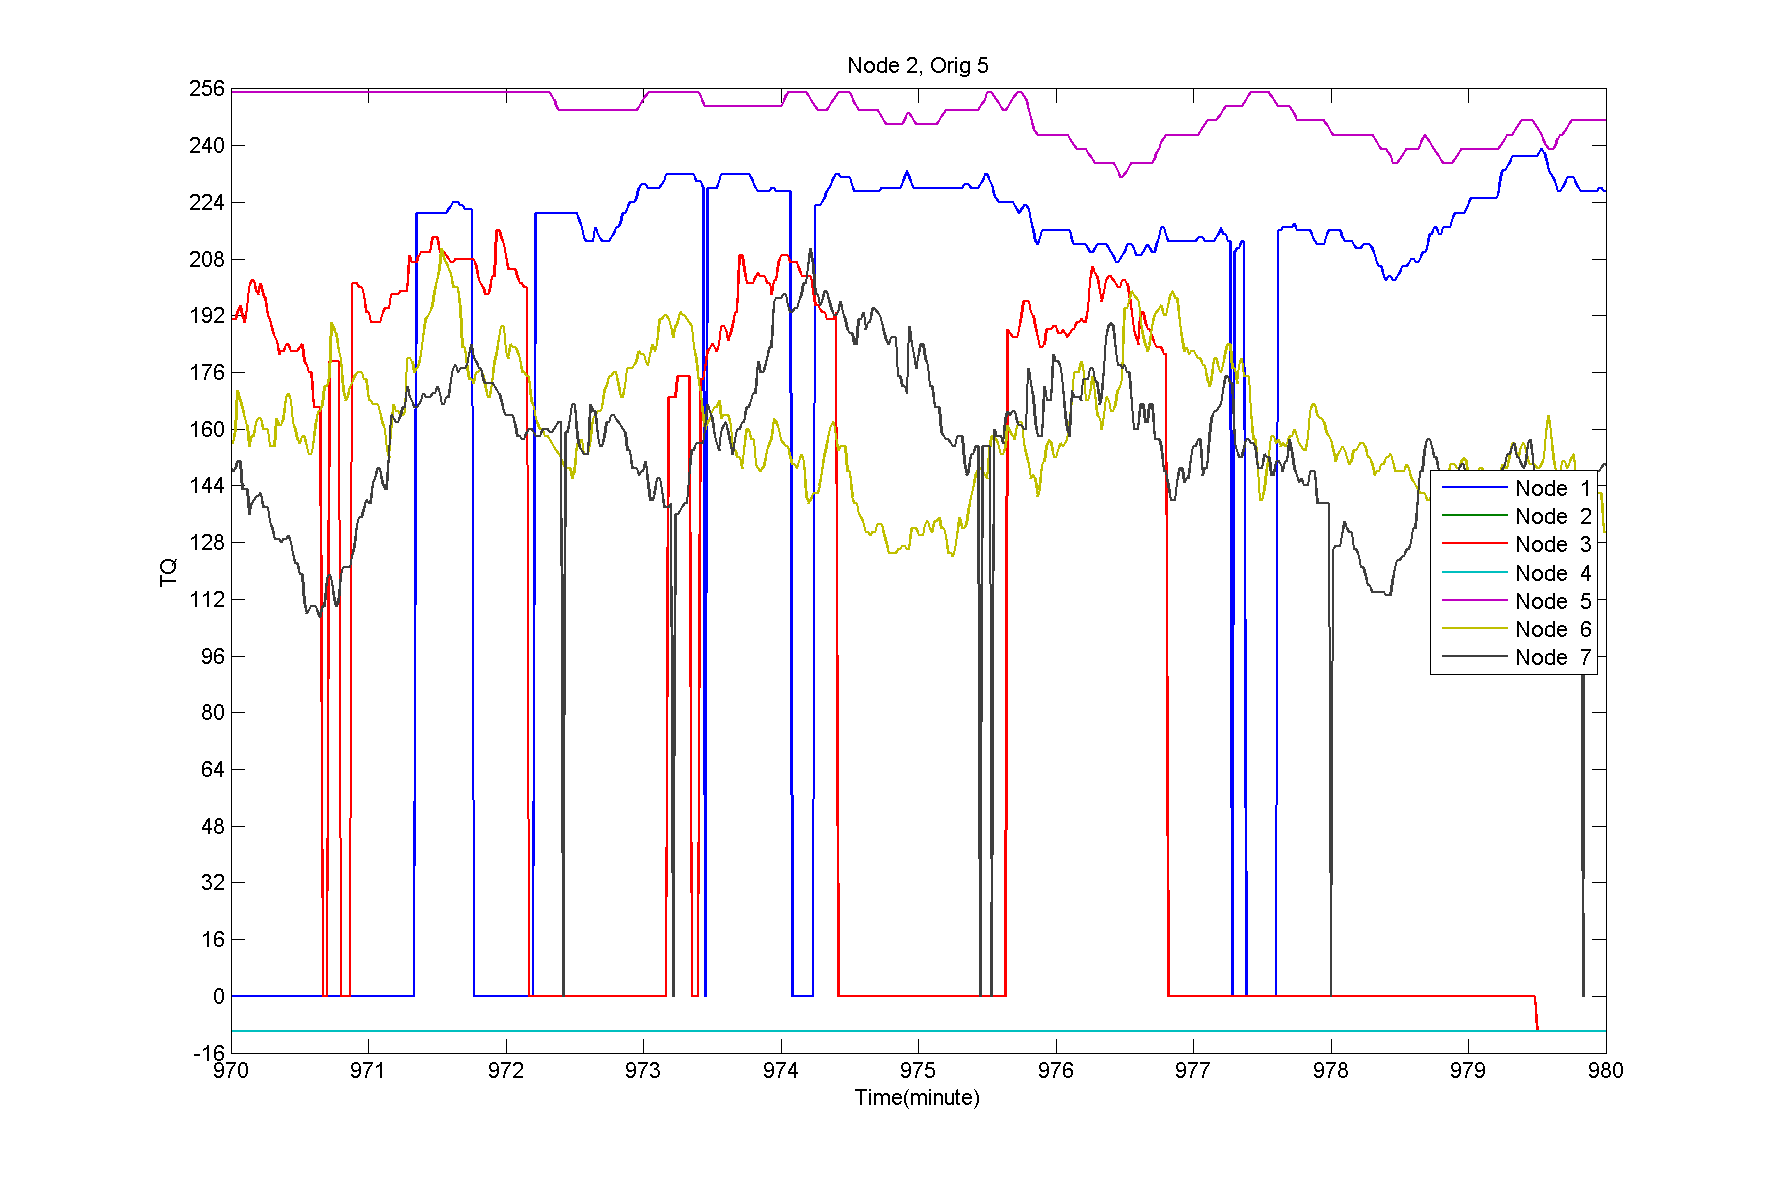 Node 2, Orig 5
256
240
224
208
192
176
160
144
128
112
96
80
64
48
32
16
0
-16
TQ
Node 1
Node 2
Node 3
Node 4
Node 5
Node 6
Node 7
970 971 972 973 974 975 976 977 978 979 980
Time(minute)